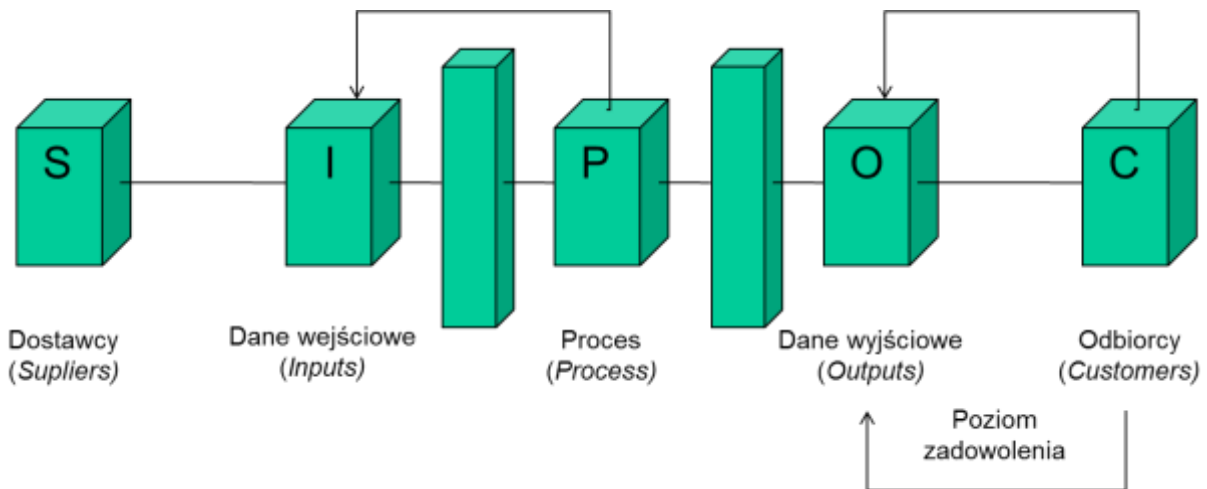 S
I
P
O
C
Dostawcy
(Supliers)
Dane wejściowe
(Inputs)
Proces
(Process)
Dane wyjściowe
(Outputs)
Odbiorcy
(Customers)
Poziom
zadowolenia